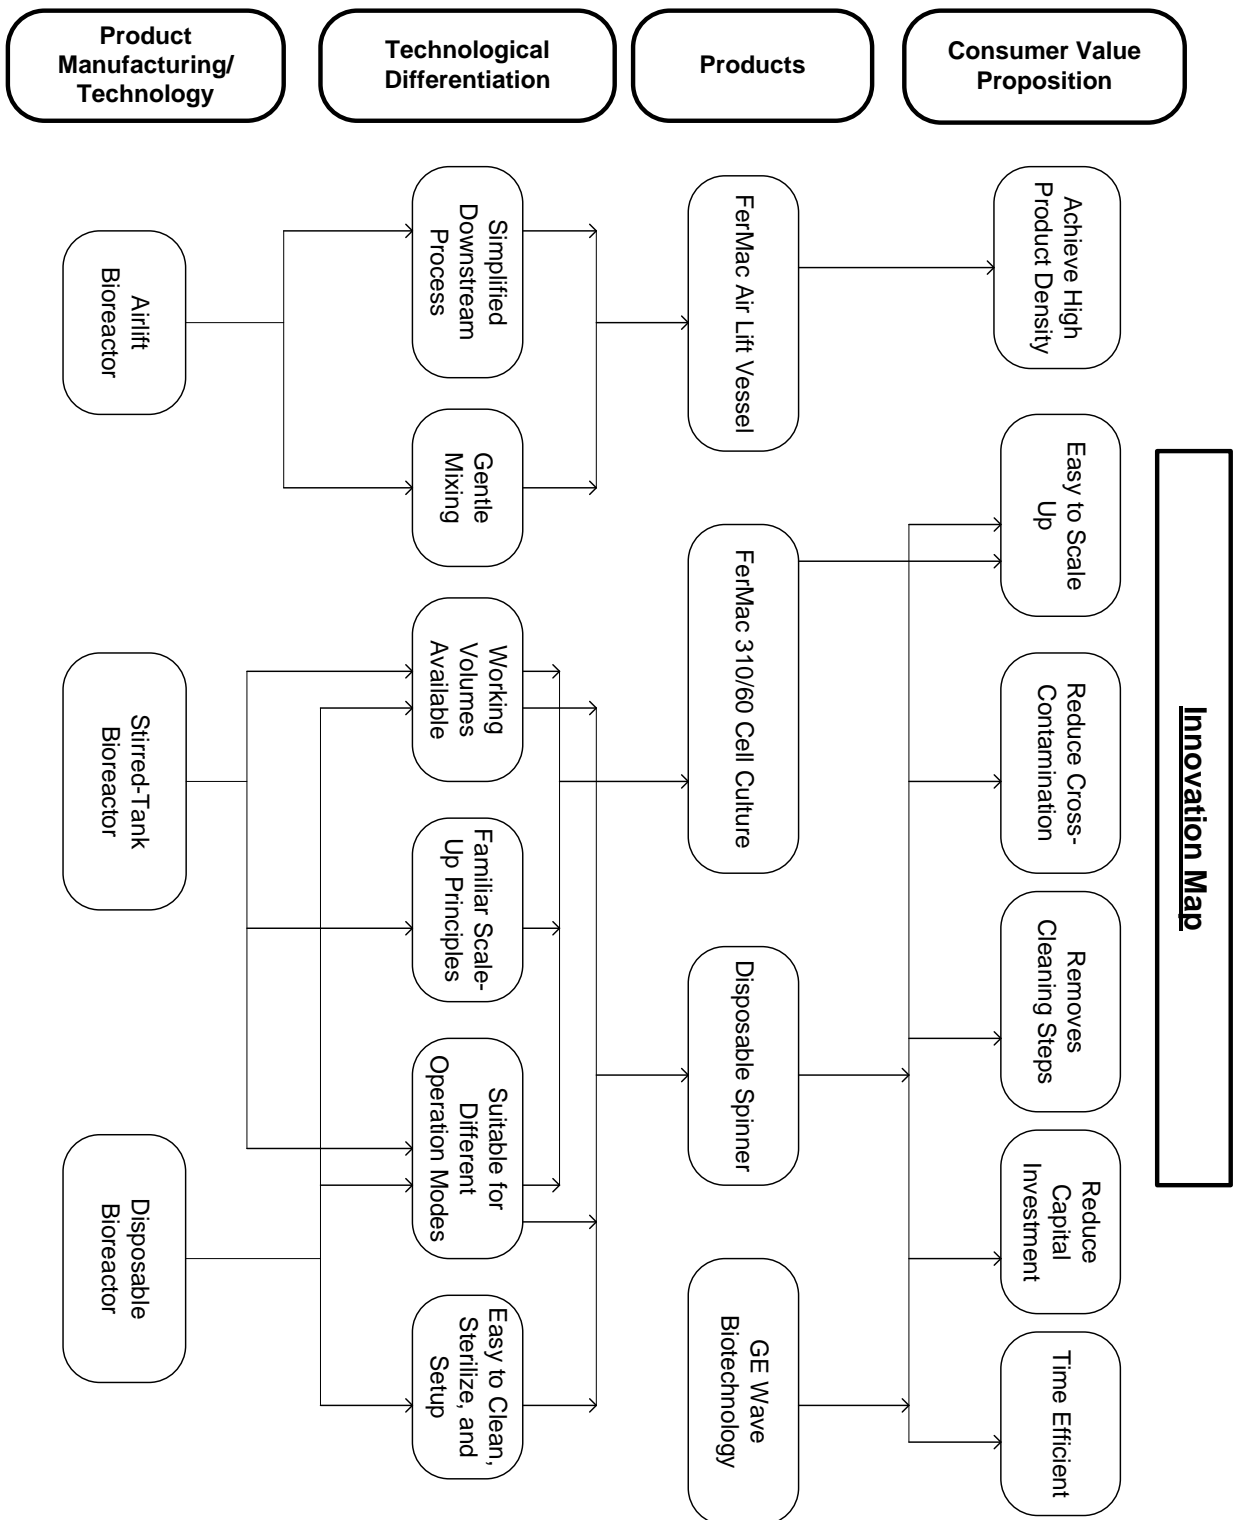 Product
Manufacturing/
Technology
Technological
Differentiation
Products
Consumer Value
Proposition
Innovation Map
Achieve High
Product Density
Easy to Scale
Up
Reduce Cross-
Contamination
Removes
Cleaning Steps
Reduce
Capital
Investment
Time Efficient
FerMac Air Lift Vessel
FerMac 310/60 Cell Culture
Disposable Spinner
GE Wave
Biotechnology
Simplified
Downstream
Process
Gentle
Mixing
Working
Volumes
Available
Familiar Scale-
Up Principles
Suitable for
Different
Operation Modes
Easy to Clean,
Sterilize, and
Setup
Airlift
Bioreactor
Stirred-Tank
Bioreactor
Disposable
Bioreactor